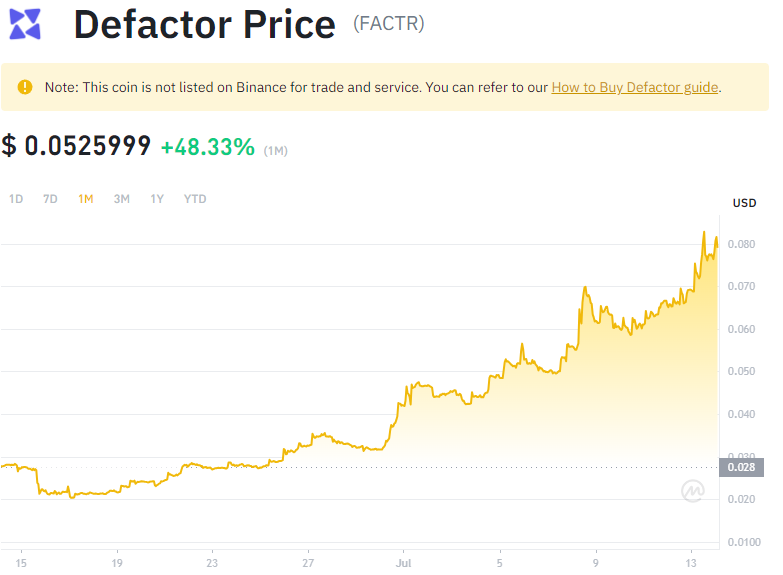 Defactor Price (FACTR)
Note: This coin is not listed on Binance for trade and service. You can refer to our How to Buy Defactor guide.
$ 0.0525999 +48.33% (1M)
1D 7D 1M 3M 1Y YTD
USD
0.080
0.070
0.060
0.050
0.040
0.030
0.028
0.020
0.0100
15 19 23 27 Jul 5 9 13